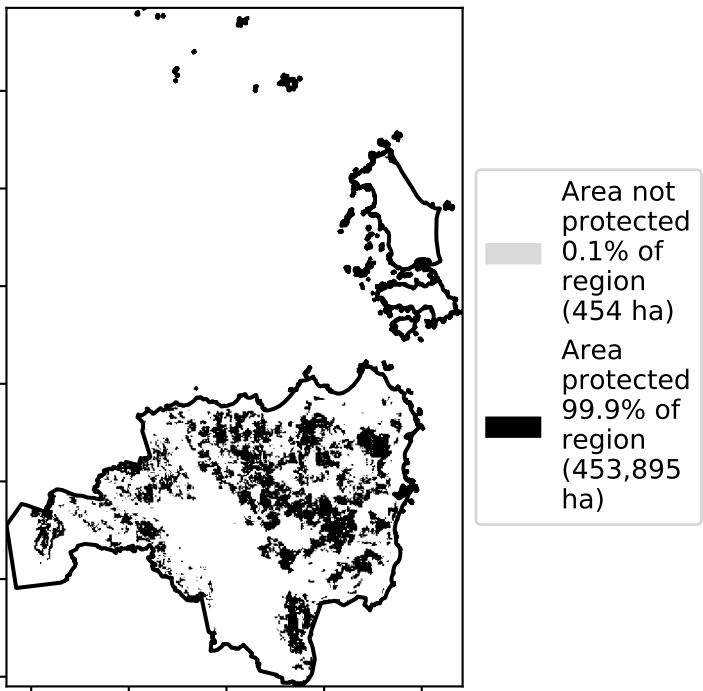 Area not
protected
0.1% of
region
(454 ha)
Area
protected
99.9% of
region
(453,895
ha)